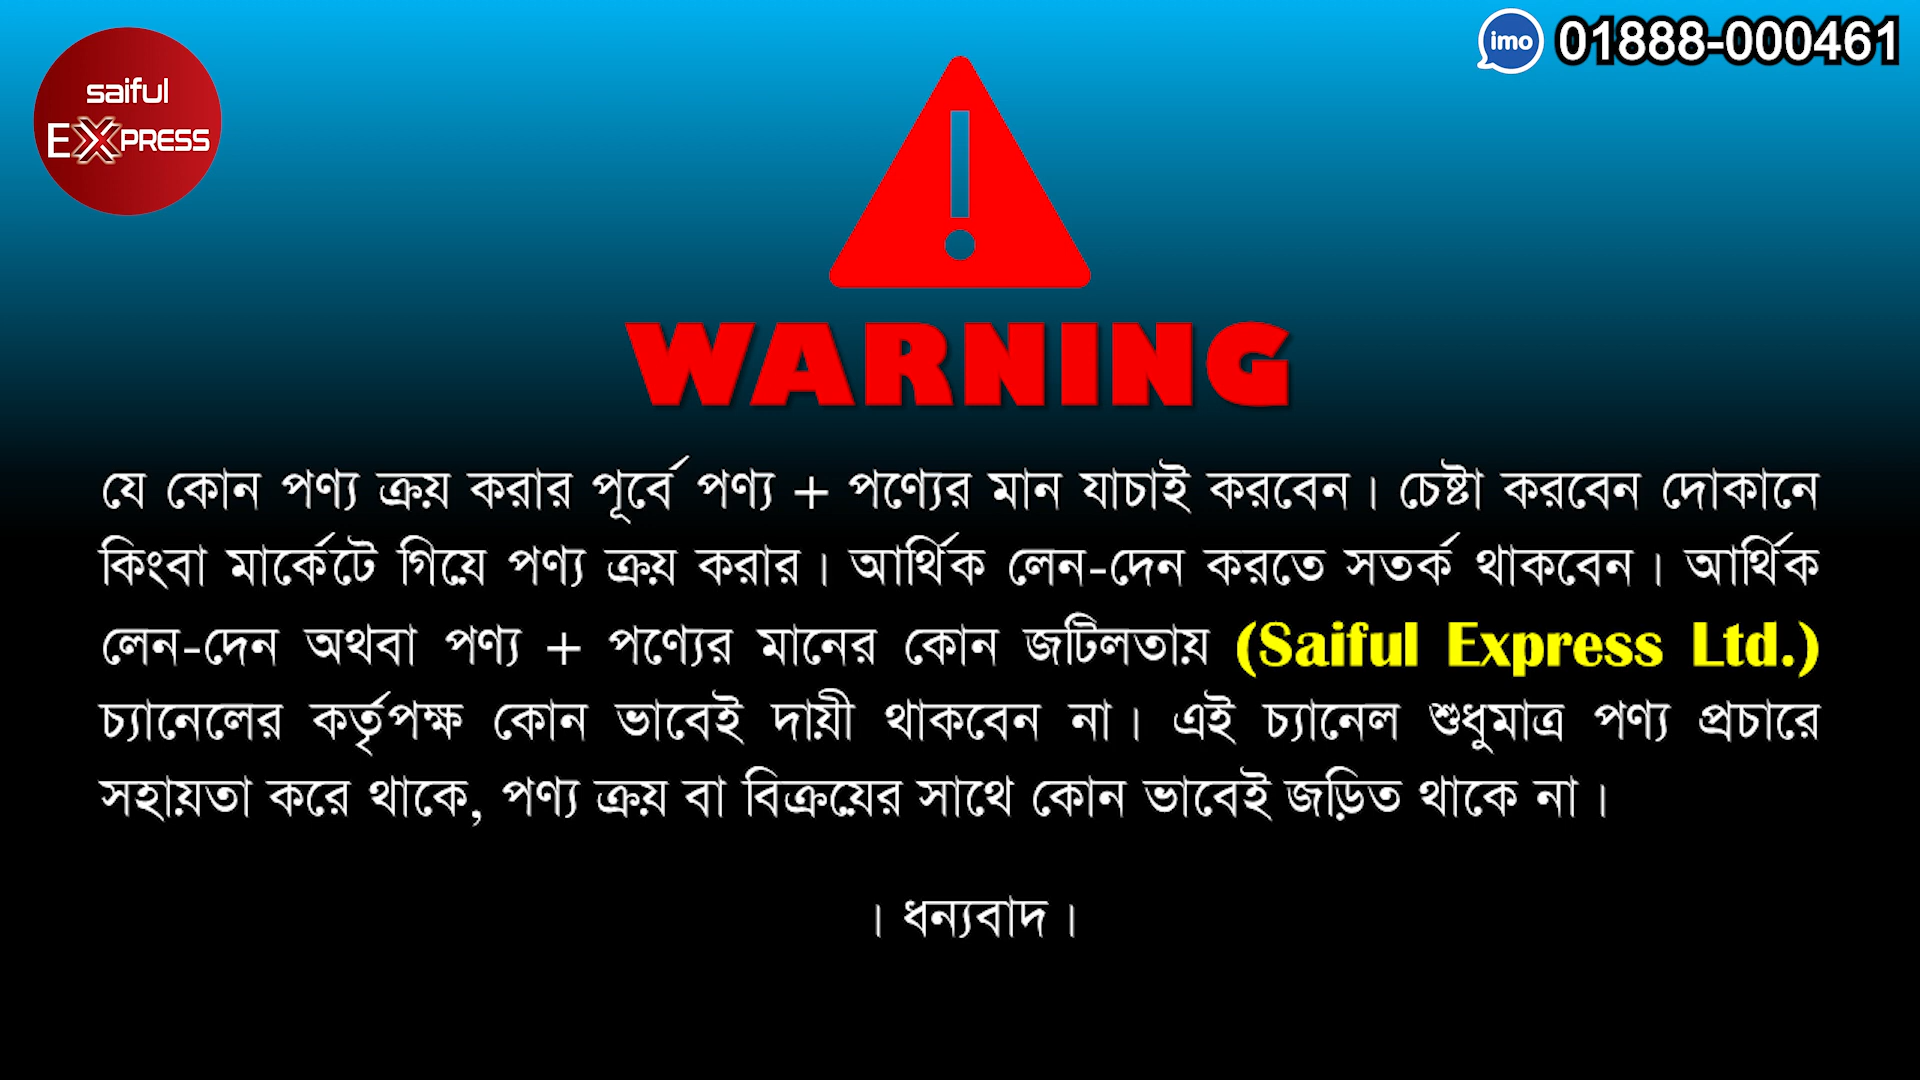 saiful
EXPRESS
imo 01888-000461
WARNING
যে কোন পণ্য ক্রয় করার পূর্বে পণ্য + পণ্যের মান যাচাই করবেন। চেষ্টা করবেন দোকানে
কিংবা মার্কেটে গিয়ে পণ্য ক্রয় করার। আর্থিক লেন-দেন করতে সতর্ক থাকবেন। আর্থিক
লেন-দেন অথবা পণ্য + পণ্যের মানের কোন জটিলতায় (Saiful Express Ltd.)
চ্যানেলের কর্তৃপক্ষ কোন ভাবেই দায়ী থাকবেন না। এই চ্যানেল শুধুমাত্র পণ্য প্রচারে
সহায়তা করে থাকে, পণ্য ক্রয় বা বিক্রয়ের সাথে কোন ভাবেই জড়িত থাকে না।
। ধন্যবাদ ।